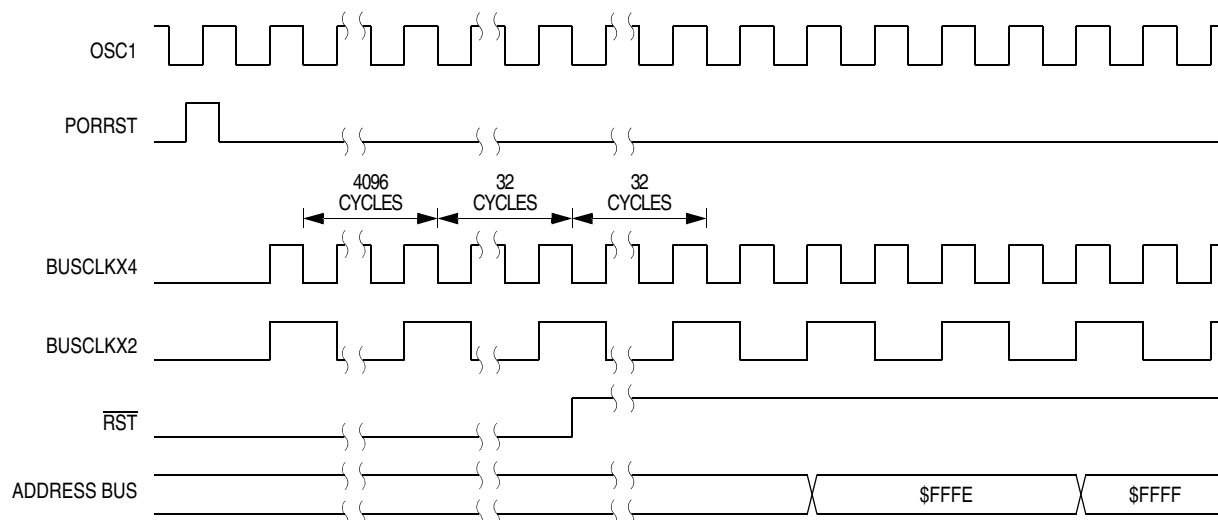 OSC1
PORRST
4096
CYCLES
32
CYCLES
32
CYCLES
BUSCLKX4
BUSCLKX2
RST
ADDRESS BUS
$FFFE
$FFFF